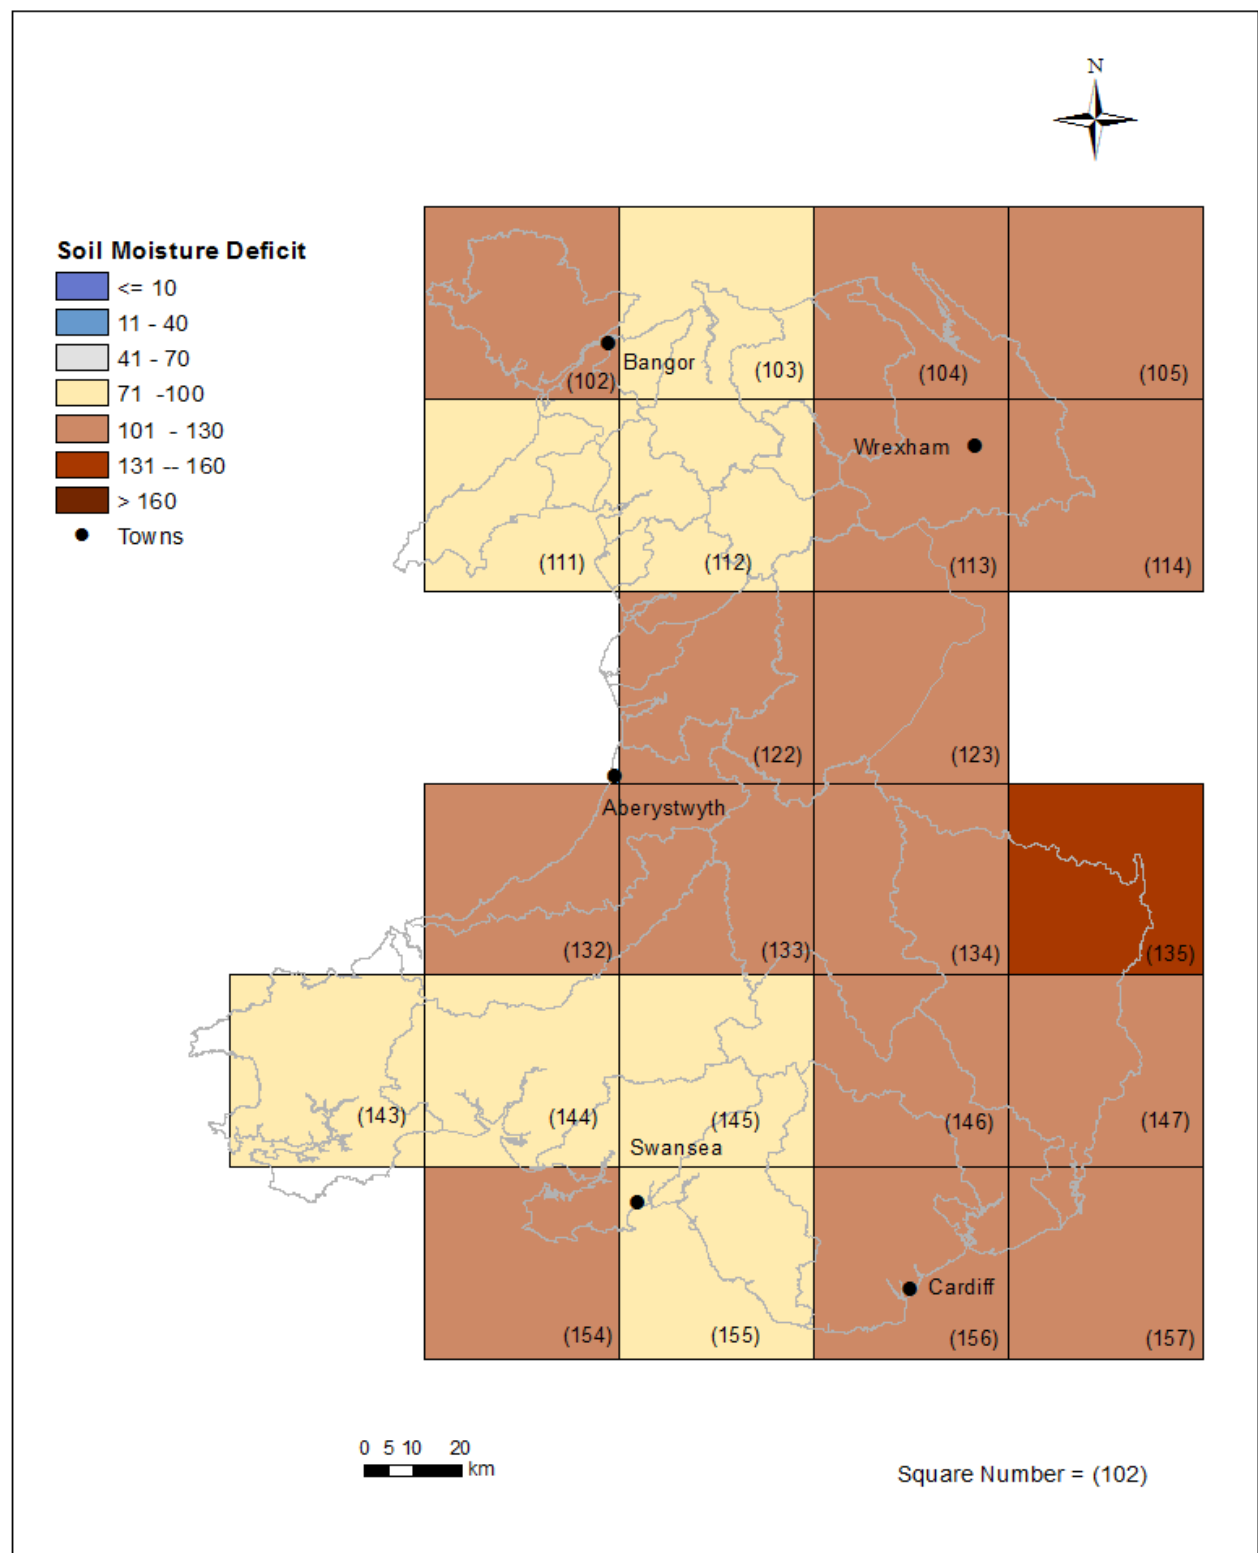 N
Soil Moisture Deficit
<= 10
11 - 40
41 - 70
71 -100
101 - 130
131 -- 160
> 160
Towns
Bangor
(102)
(103)
(104)
(105)
Wrexham
(111)
(112)
(113)
(114)
(122)
(123)
Aberystwyth
(132)
(133)
(134)
(135)
(143)
(144)
(145)
(146)
(147)
Swansea
Cardiff
(154)
(155)
(156)
(157)
0 5 10 20
km
Square Number = (102)